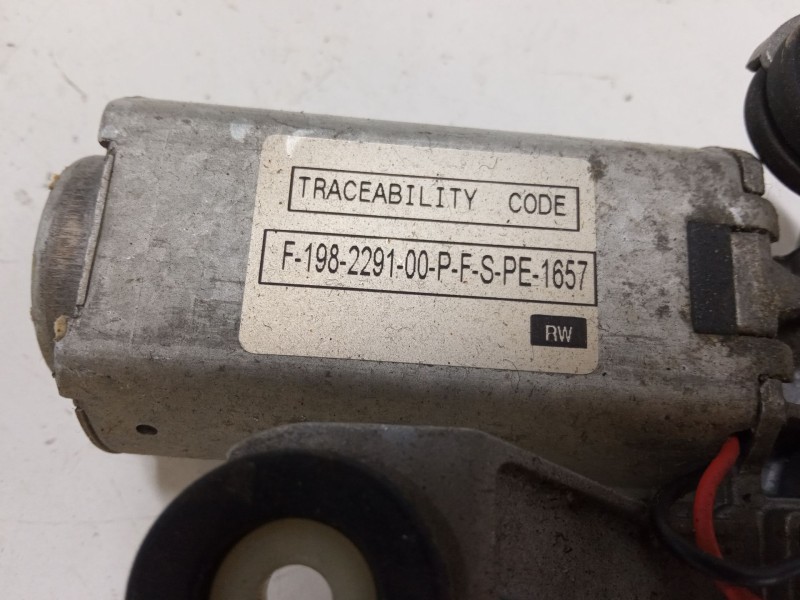 TRACEABILITY CODE
F-198-2291-00-P-F-S-PE-1657
RW